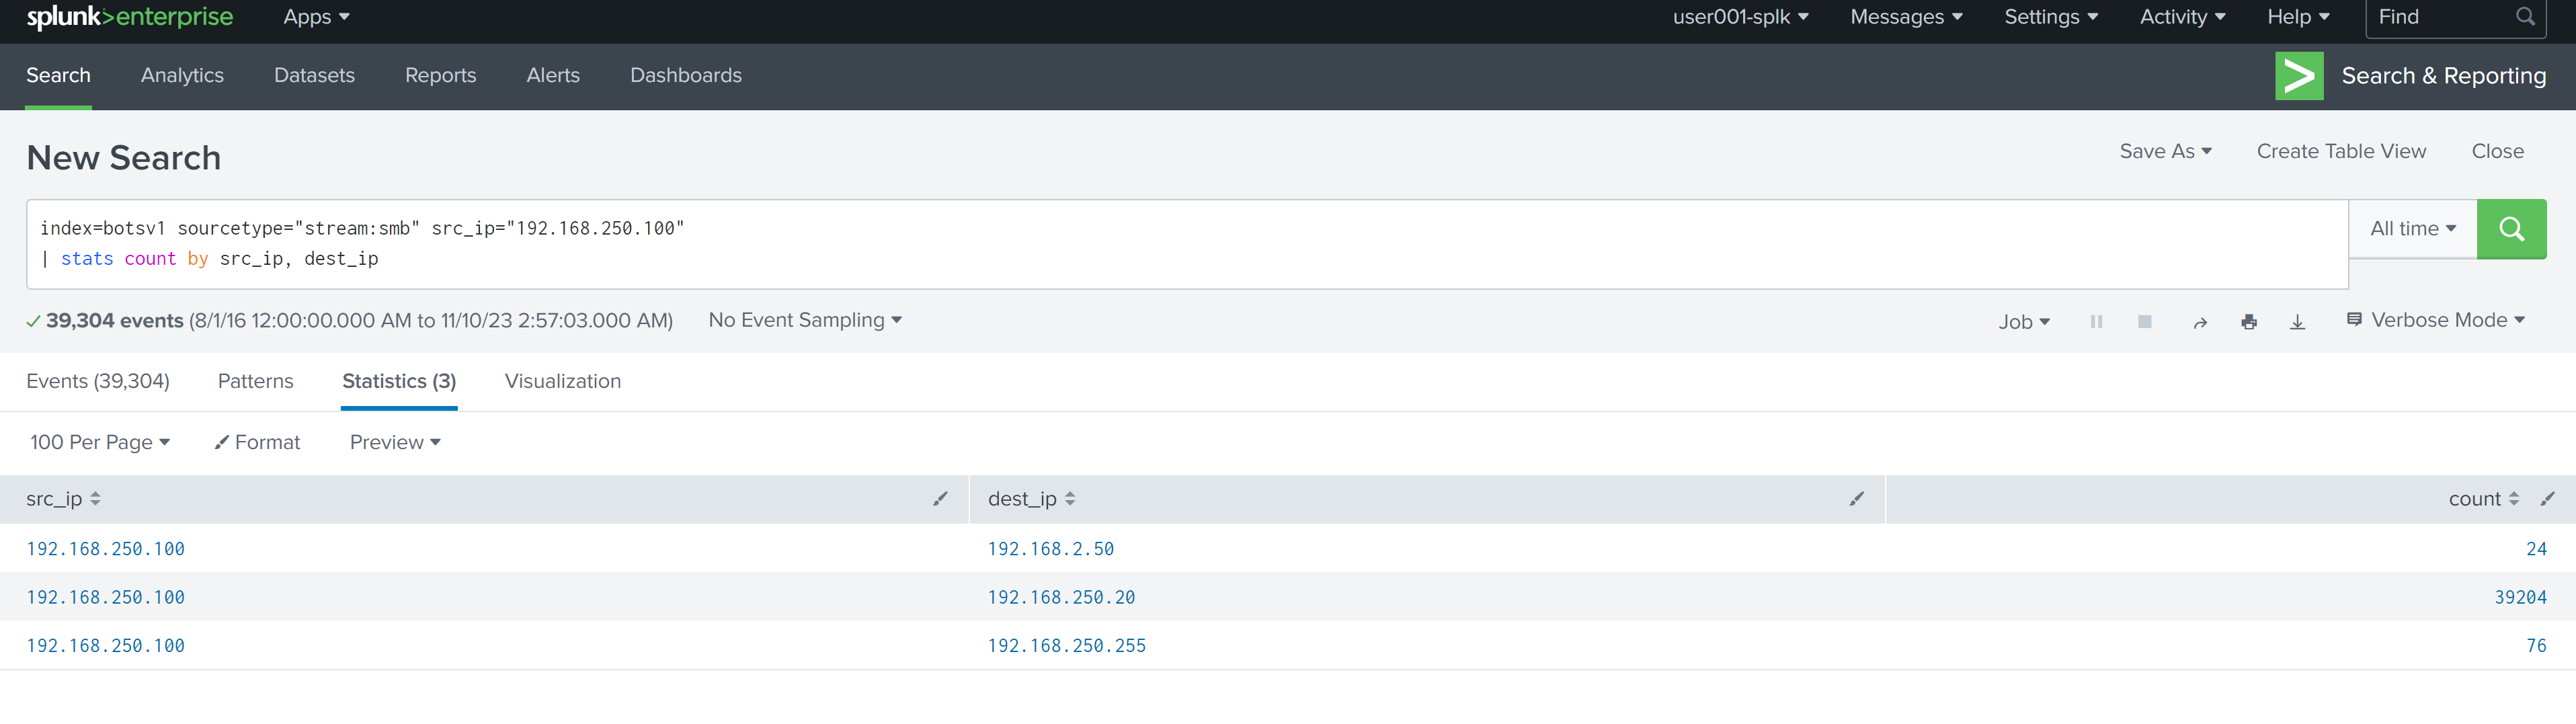 splunk>enterprise Apps user001-splk Messages Settings Activity Help Find
Search Analytics Datasets Reports Alerts Dashboards Search & Reporting
New Search Save As Create Table View Close
index=botsv1 sourcetype="stream:smb" src_ip="192.168.250.100" All time
| stats count by src_ip, dest_ip
39,304 events (8/1/16 12:00:00.000 AM to 11/10/23 2:57:03.000 AM) No Event Sampling Job Verbose Mode
Events (39,304) Patterns Statistics (3) Visualization
100 Per Page Format Preview
src_ip dest_ip count
192.168.250.100 192.168.2.50 24
192.168.250.100 192.168.250.20 39204
192.168.250.100 192.168.250.255 76